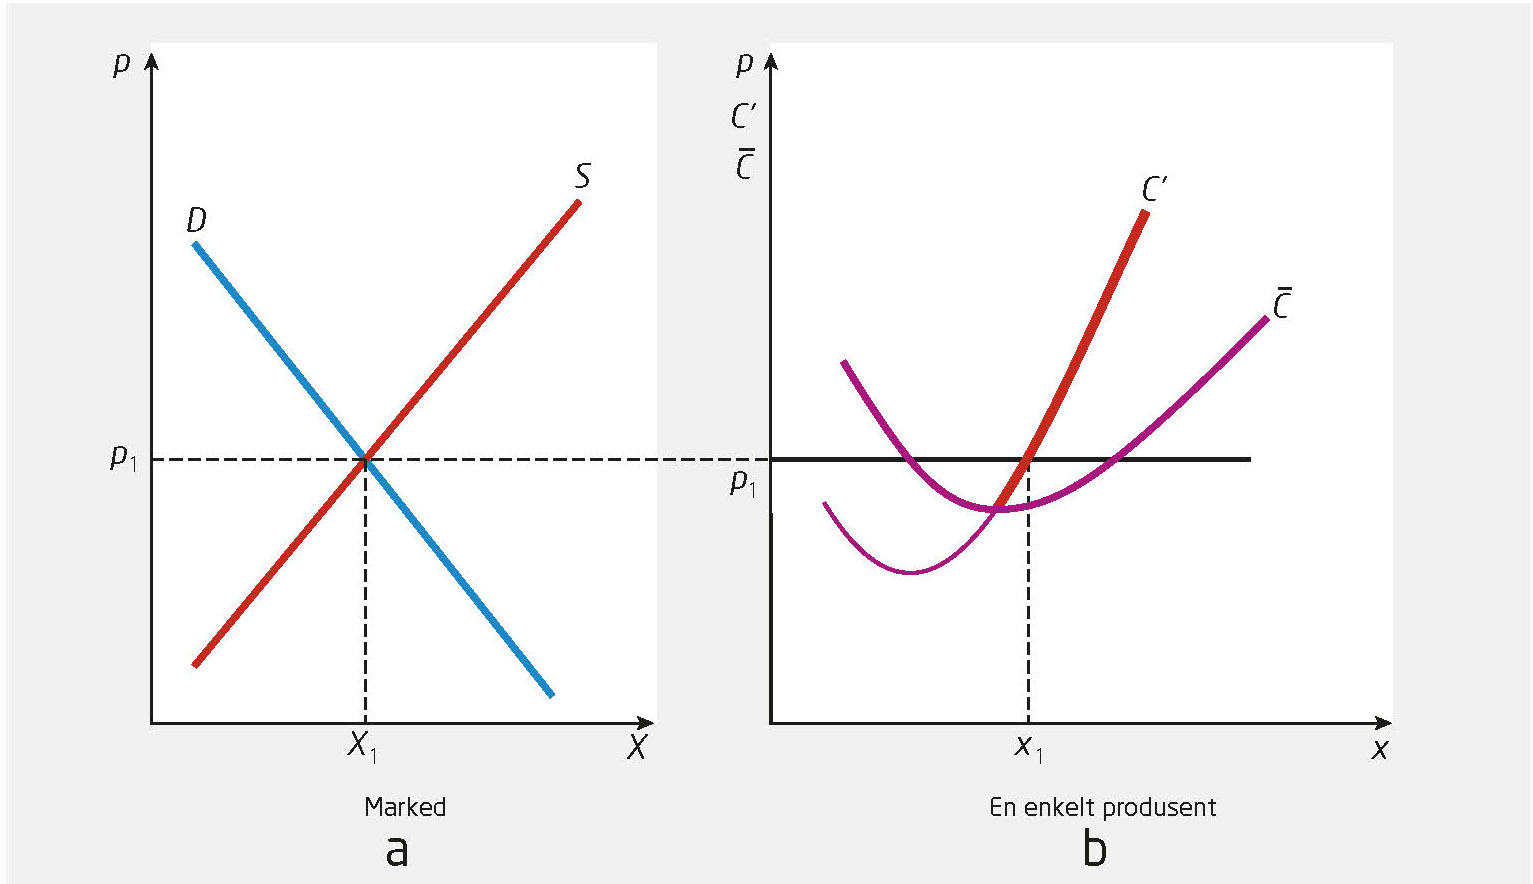 p
D
S
p₁
X₁
X
Marked
a
p
C′
C̄
C′
C̄
p₁
x₁
x
En enkelt produsent
b